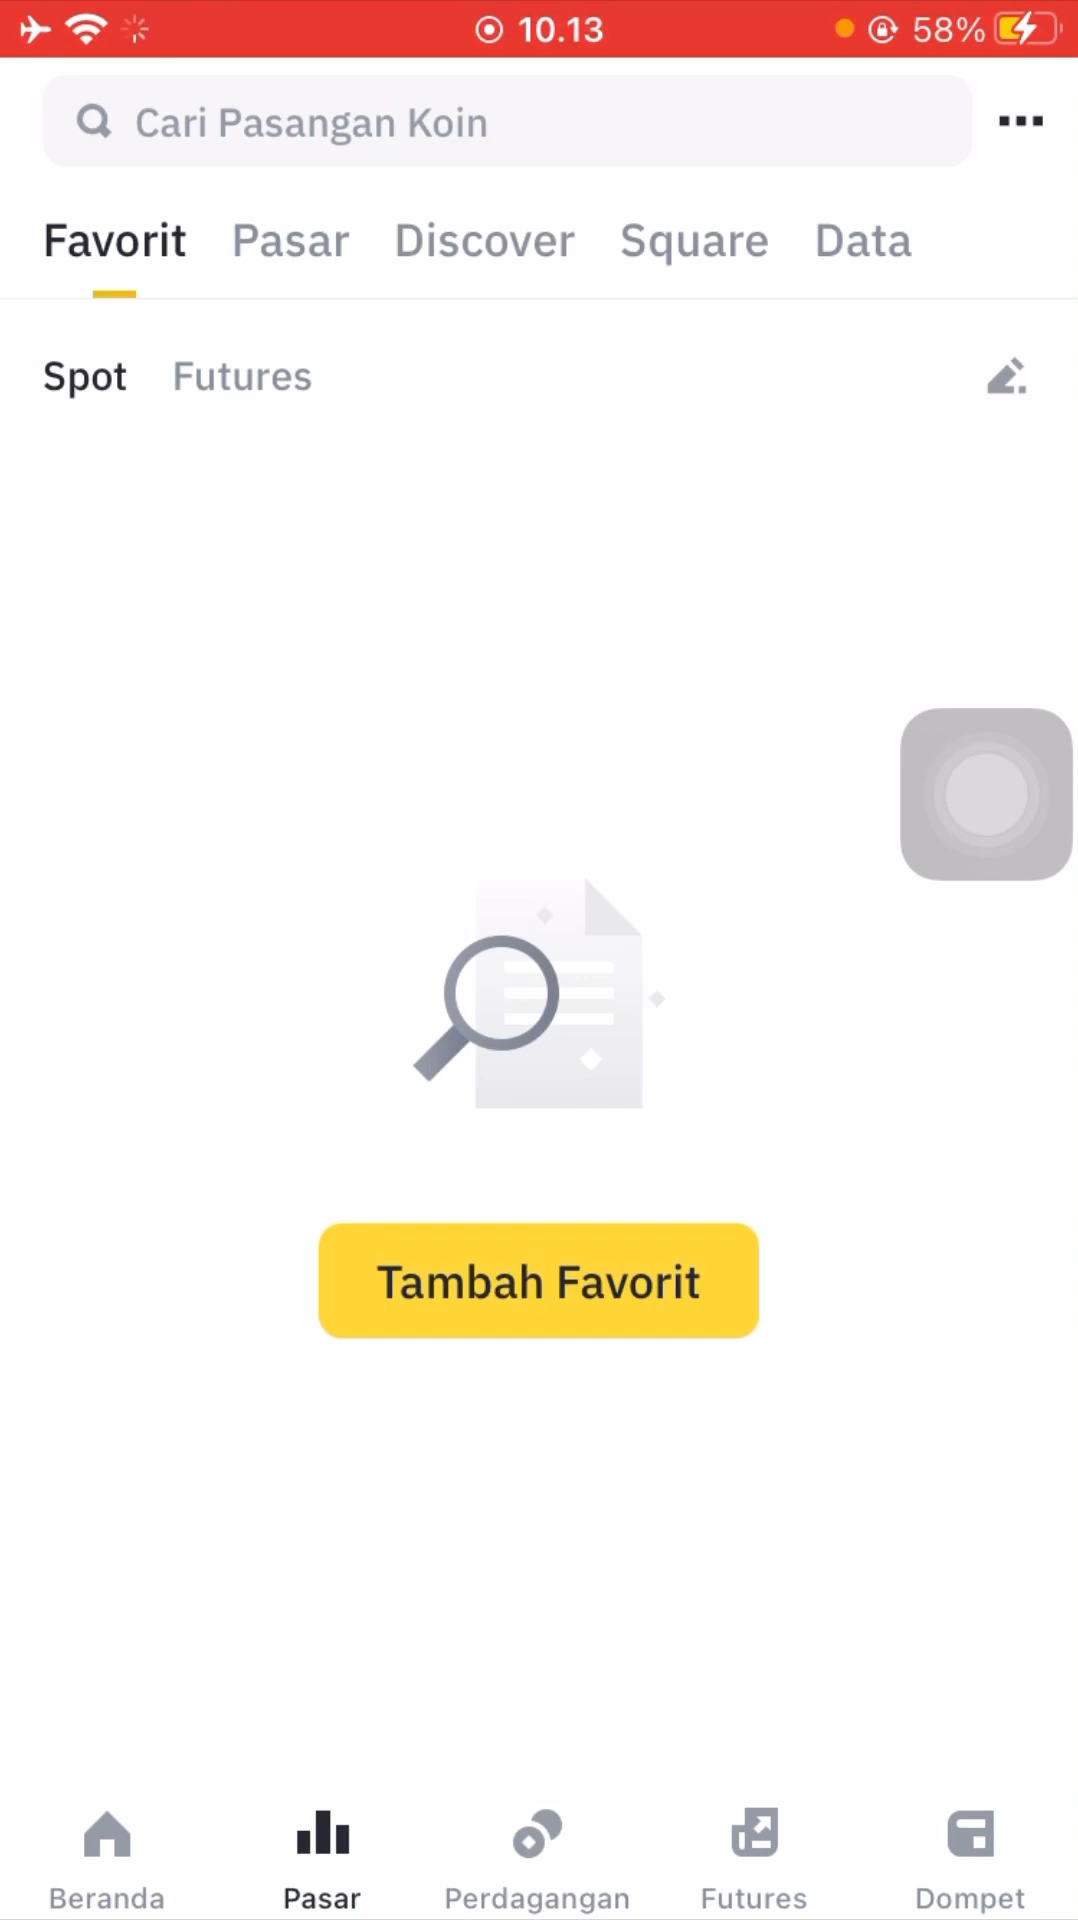 10.13
58%
Cari Pasangan Koin
Favorit Pasar Discover Square Data
Spot Futures
Tambah Favorit
Beranda Pasar Perdagangan Futures Dompet